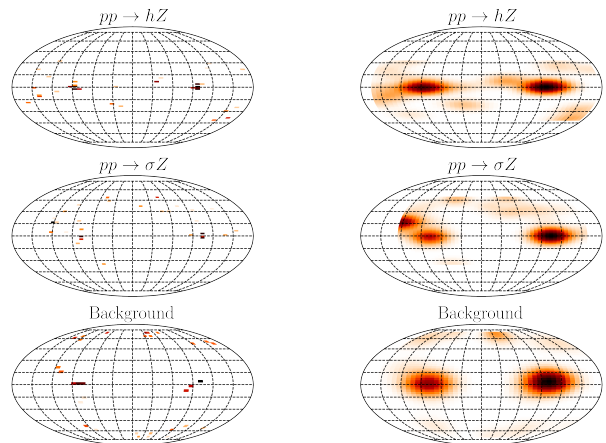 pp → hZ
pp → hZ
pp → σZ
pp → σZ
Background
Background